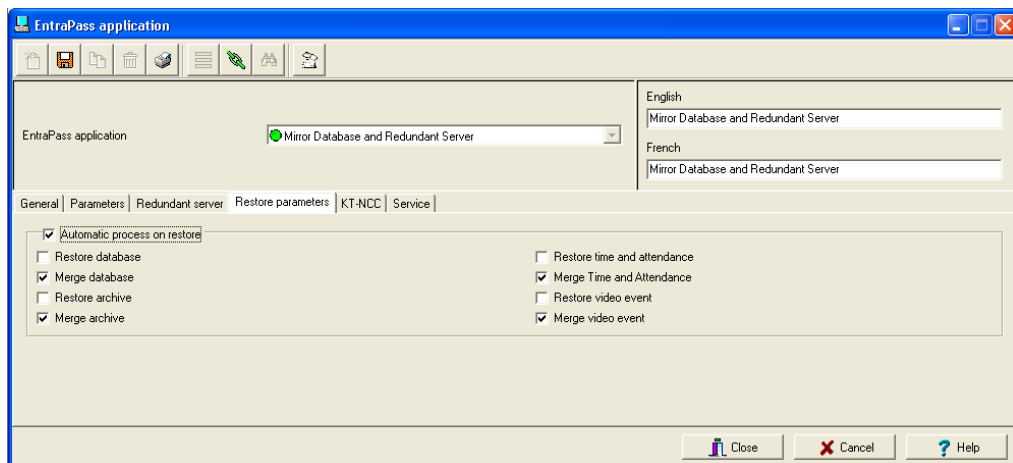 EntraPass application
English
Mirror Database and Redundant Server
EntraPass application
Mirror Database and Redundant Server
French
Mirror Database and Redundant Server
General Parameters Redundant server Restore parameters KT-NCC Service
Automatic process on restore
Restore database
Restore time and attendance
Merge database
Merge Time and Attendance
Restore archive
Restore video event
Merge archive
Merge video event
Close Cancel Help